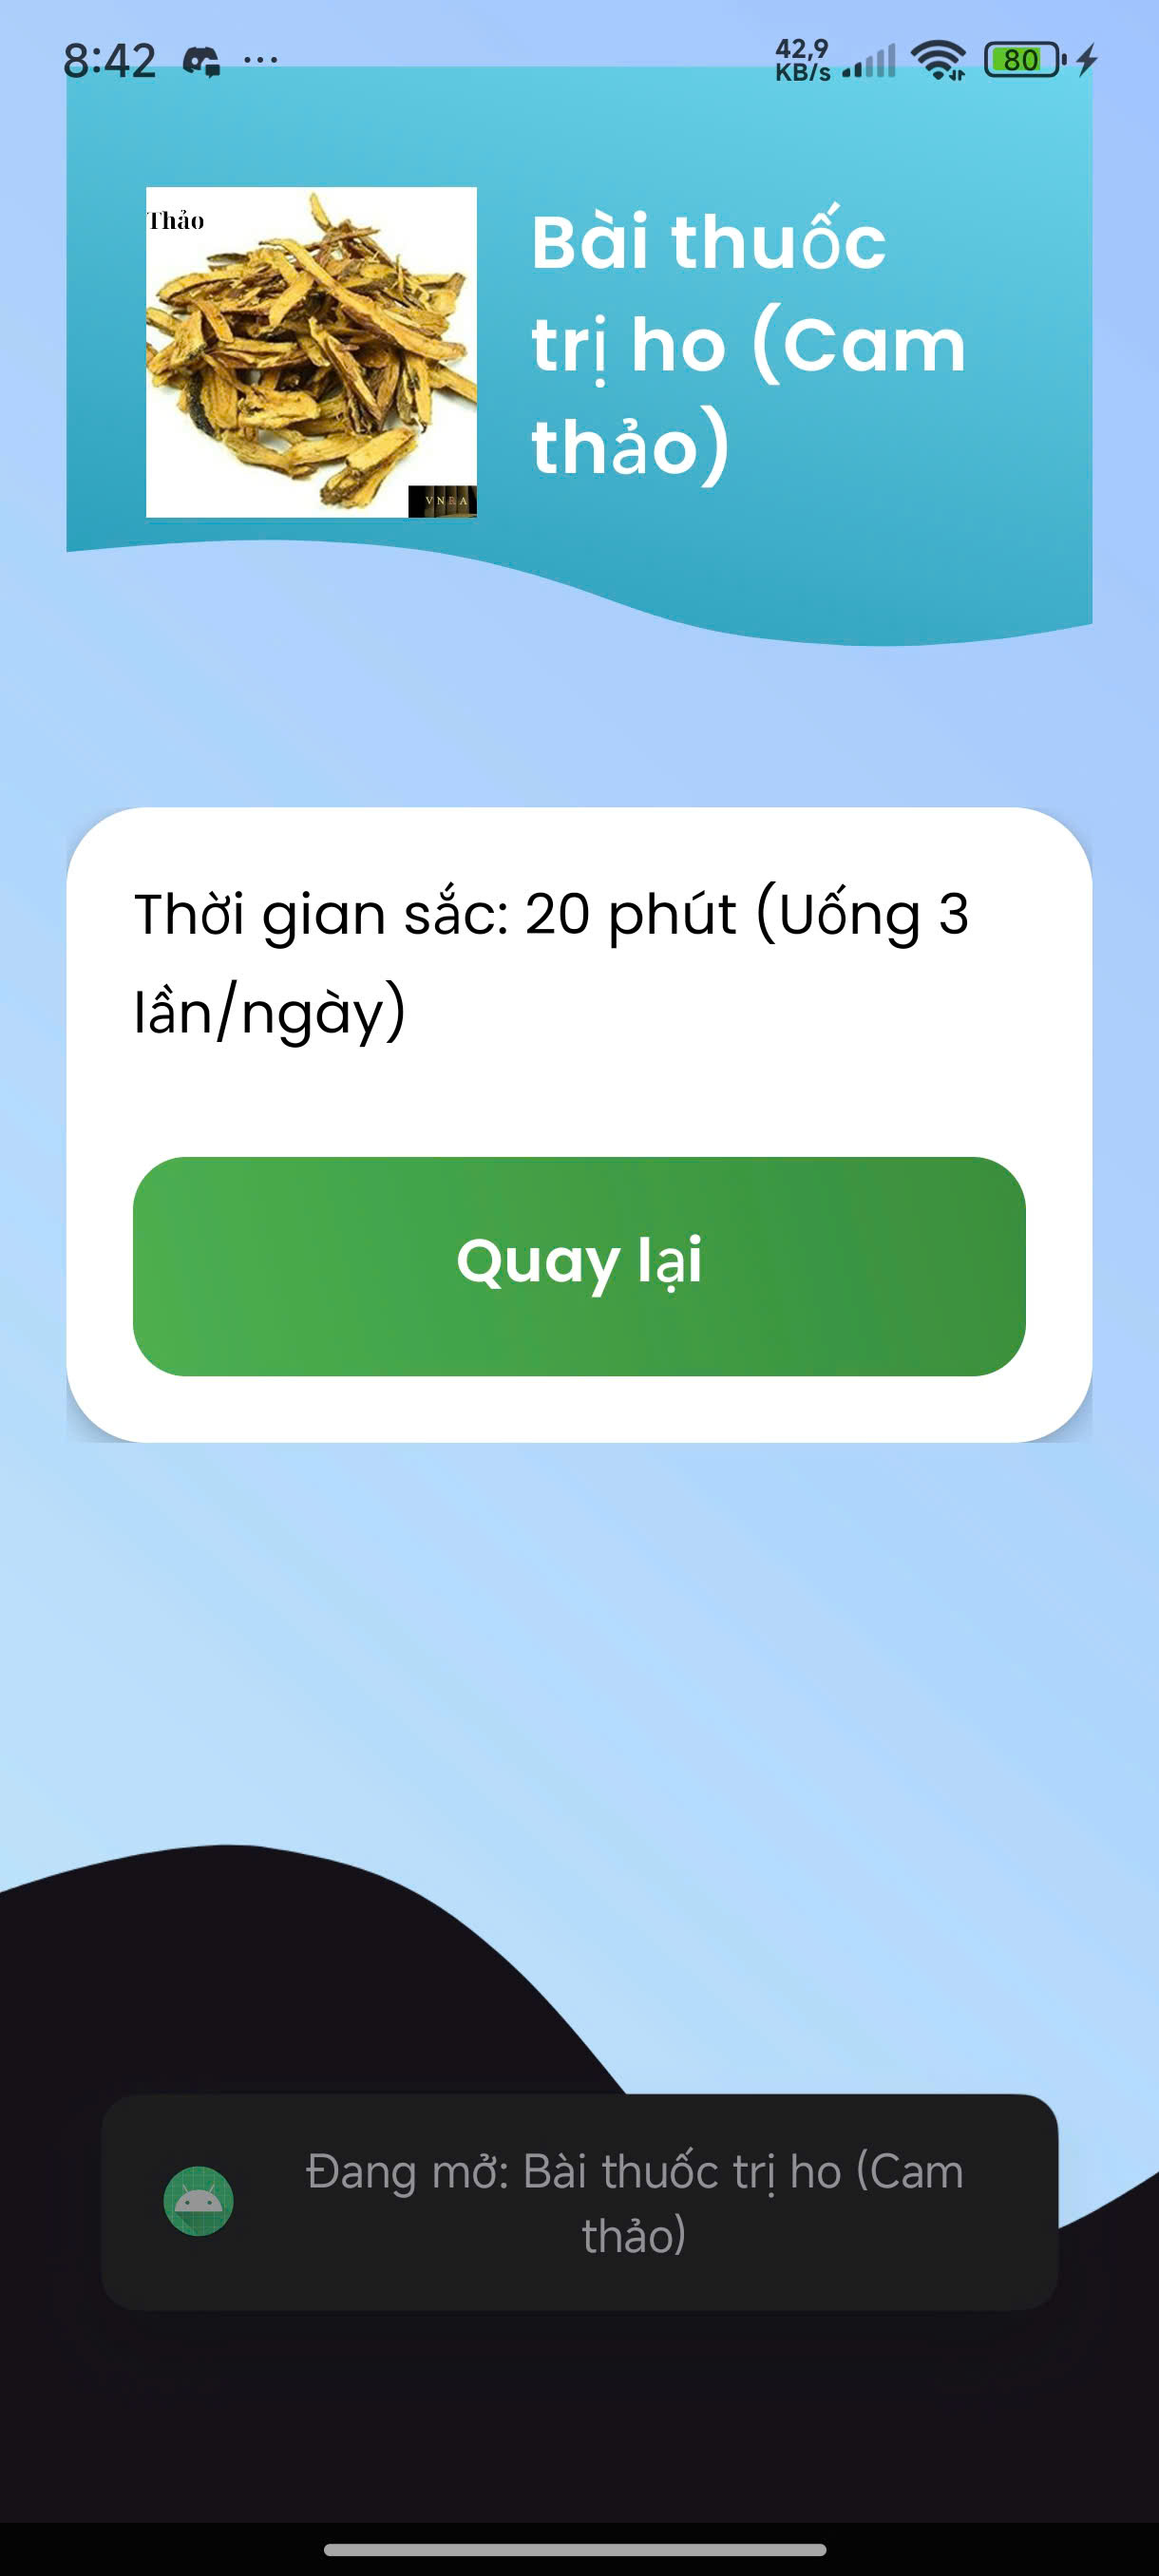 8:42
...
42,9
KB/s
80
Thảo
Bài thuốc
trị ho (Cam
thảo)
Thời gian sắc: 20 phút (Uống 3
lần/ngày)
Quay lại
Đang mở: Bài thuốc trị ho (Cam
thảo)